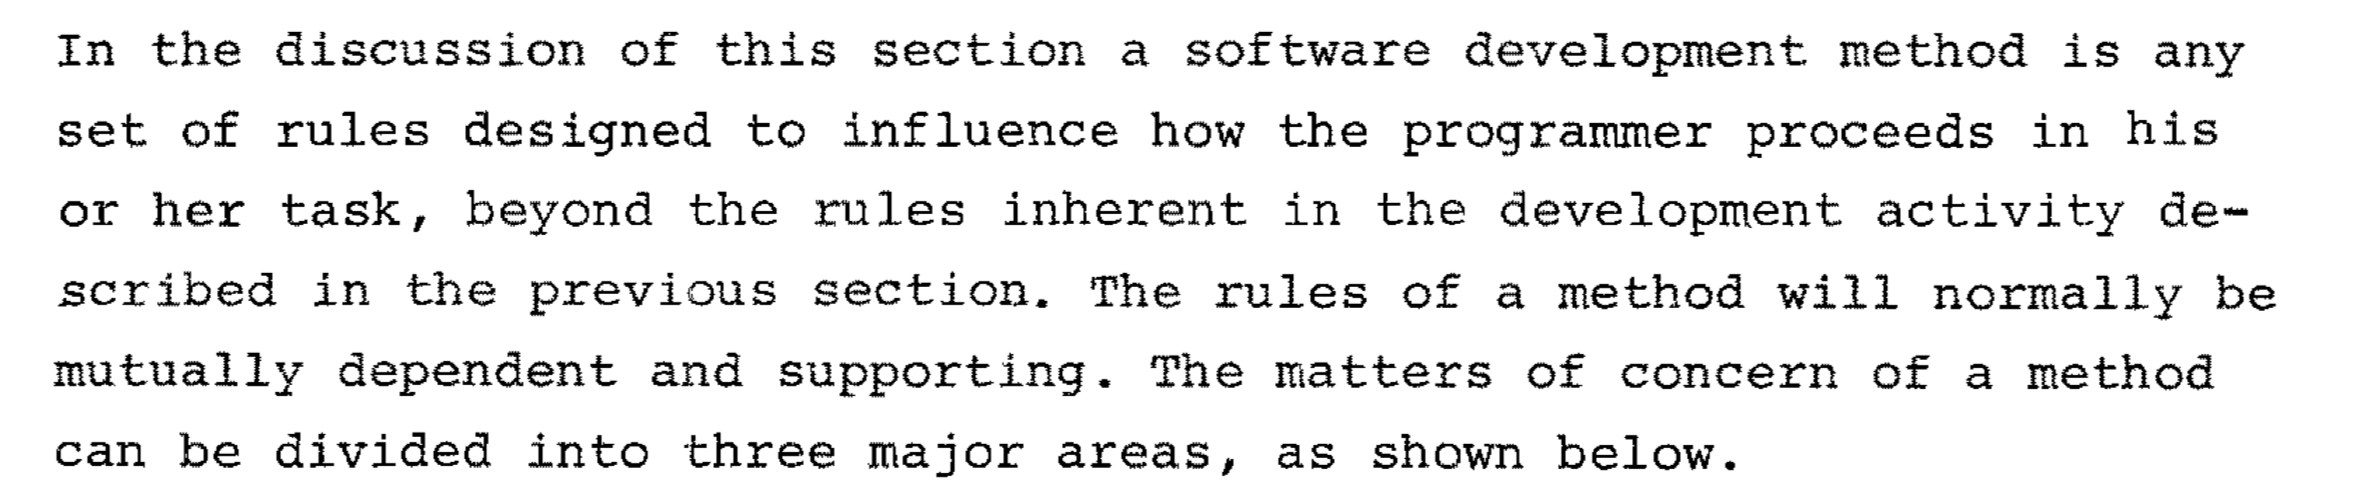 In the discussion of this section a software development method is any
set of rules designed to influence how the programmer proceeds in his
or her task, beyond the rules inherent in the development activity de-
scribed in the previous section. The rules of a method will normally be
mutually dependent and supporting. The matters of concern of a method
can be divided into three major areas, as shown below.